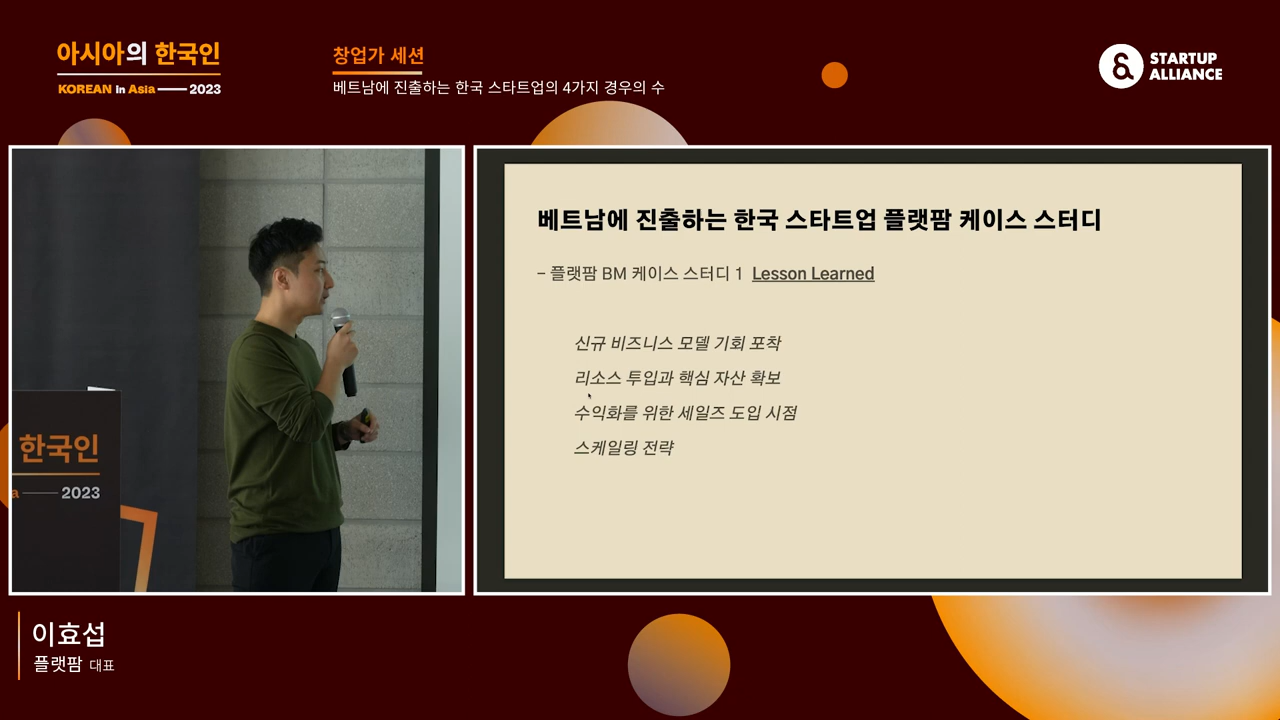 아시아의 한국인
KOREAN in Asia 2023
창업가 세션
베트남에 진출하는 한국 스타트업의 4가지 경우의 수
STARTUP
ALLIANCE
한국인
a 2023
베트남에 진출하는 한국 스타트업 플랫팜 케이스 스터디
– 플랫팜 BM 케이스 스터디 1 Lesson Learned
신규 비즈니스 모델 기회 포착
리소스 투입과 핵심 자산 확보
수익화를 위한 세일즈 도입 시점
스케일링 전략
이효섭
플랫팜 대표